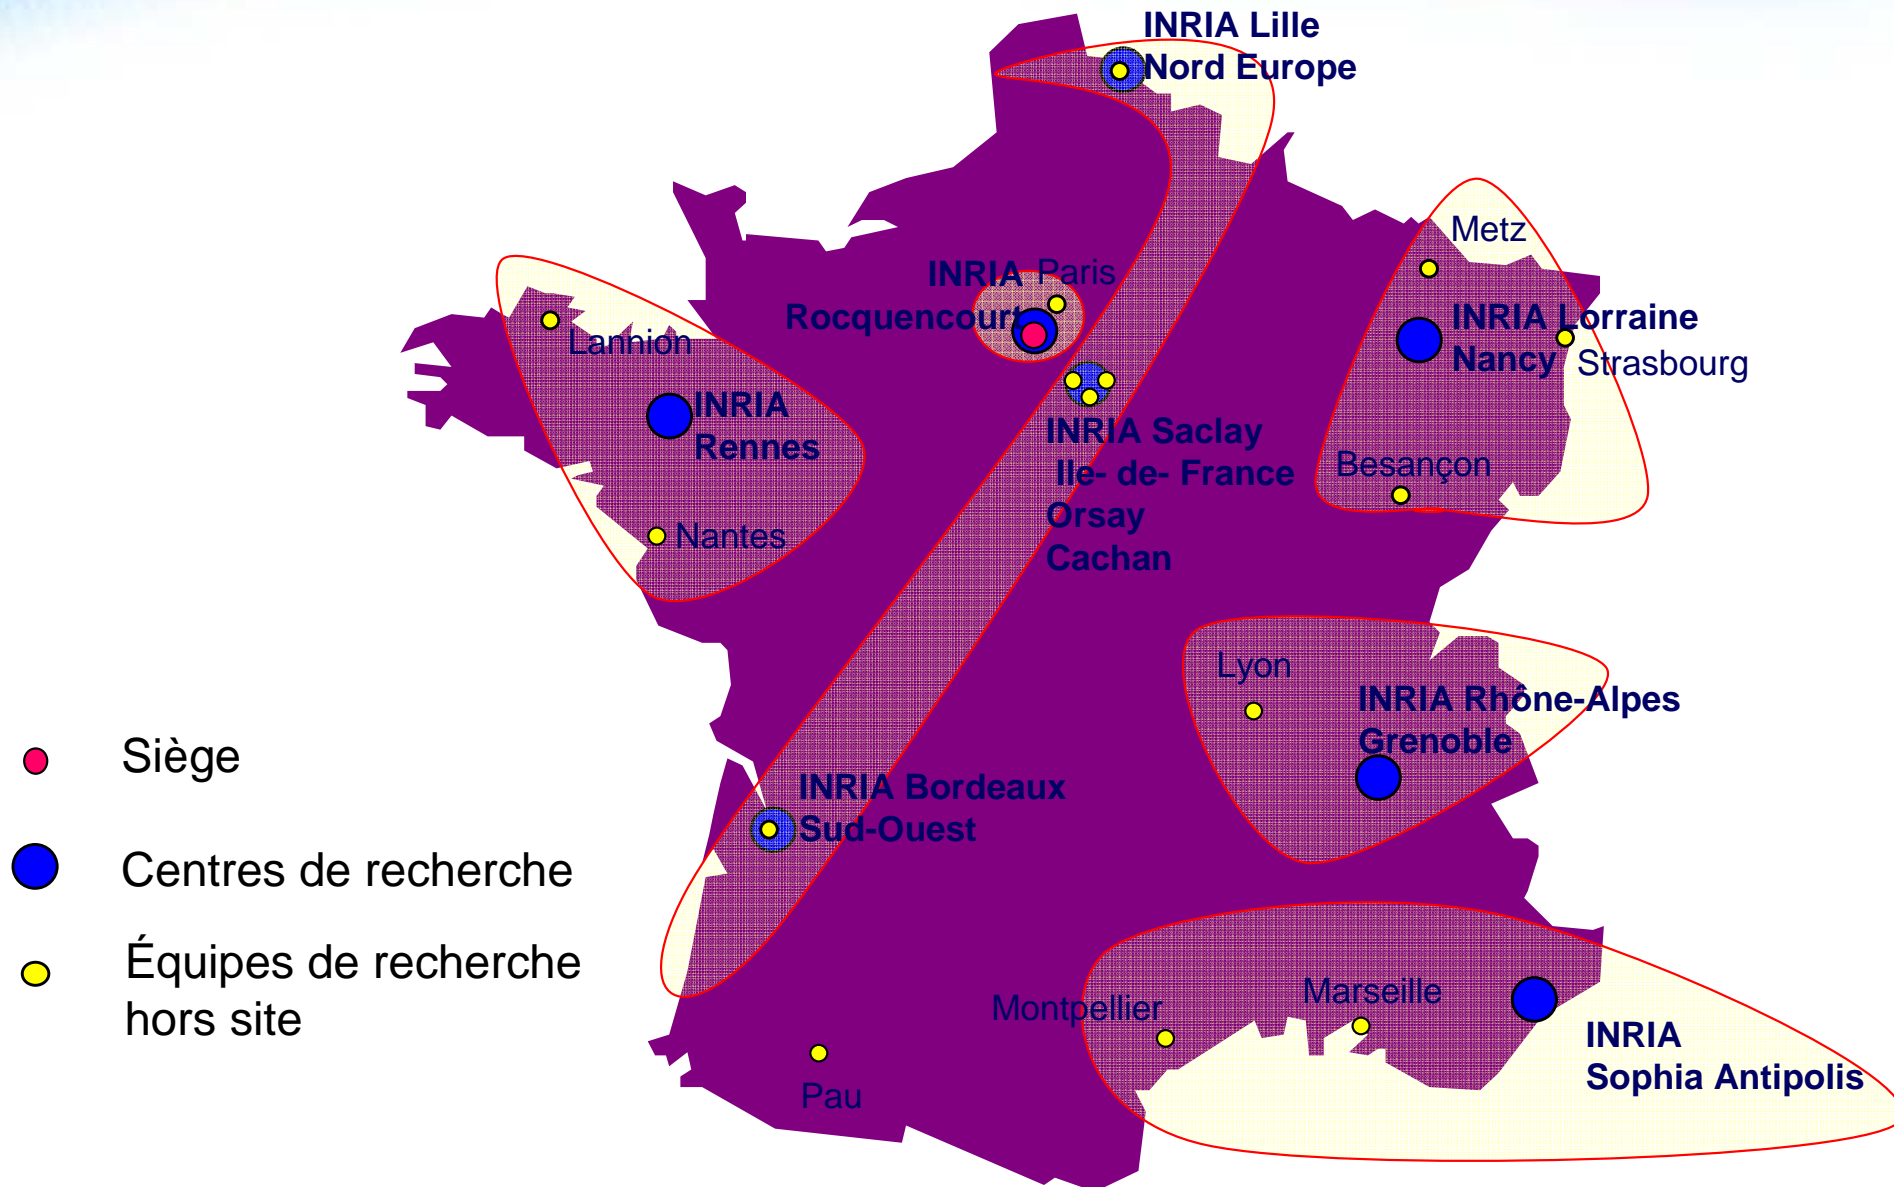 INRIA Lille
Nord Europe
Metz
INRIA Paris
Rocquencourt
INRIA Lorraine
Nancy
Strasbourg
Lannion
INRIA
Rennes
INRIA Saclay
Ile- de- France
Orsay
Cachan
Besançon
Nantes
Lyon
INRIA Rhône-Alpes
Grenoble
Siège
INRIA Bordeaux
Sud-Ouest
Centres de recherche
Équipes de recherche
hors site
Montpellier
Marseille
INRIA
Sophia Antipolis
Pau